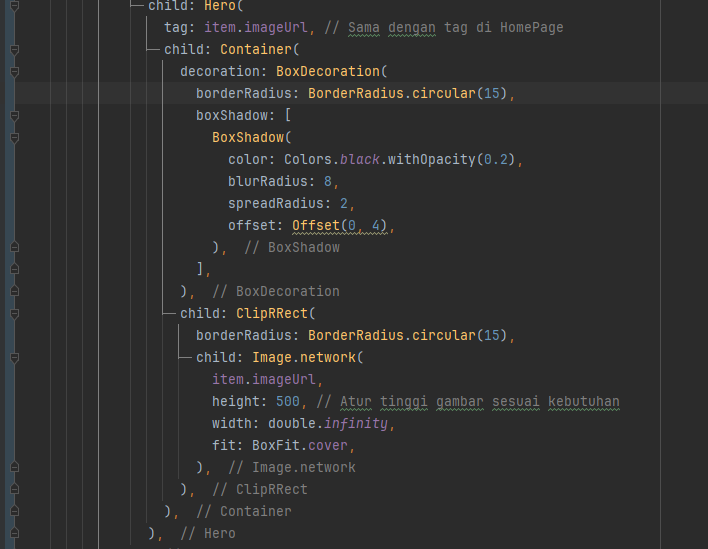 child: Hero(
tag: item.imageUrl, // Sama dengan tag di HomePage
child: Container(
decoration: BoxDecoration(
borderRadius: BorderRadius.circular(15),
boxShadow: [
BoxShadow(
color: Colors.black.withOpacity(0.2),
blurRadius: 8,
spreadRadius: 2,
offset: Offset(0, 4),
), // BoxShadow
],
), // BoxDecoration
child: ClipRRect(
borderRadius: BorderRadius.circular(15),
child: Image.network(
item.imageUrl,
height: 500, // Atur tinggi gambar sesuai kebutuhan
width: double.infinity,
fit: BoxFit.cover,
), // Image.network
), // ClipRRect
), // Container
), // Hero